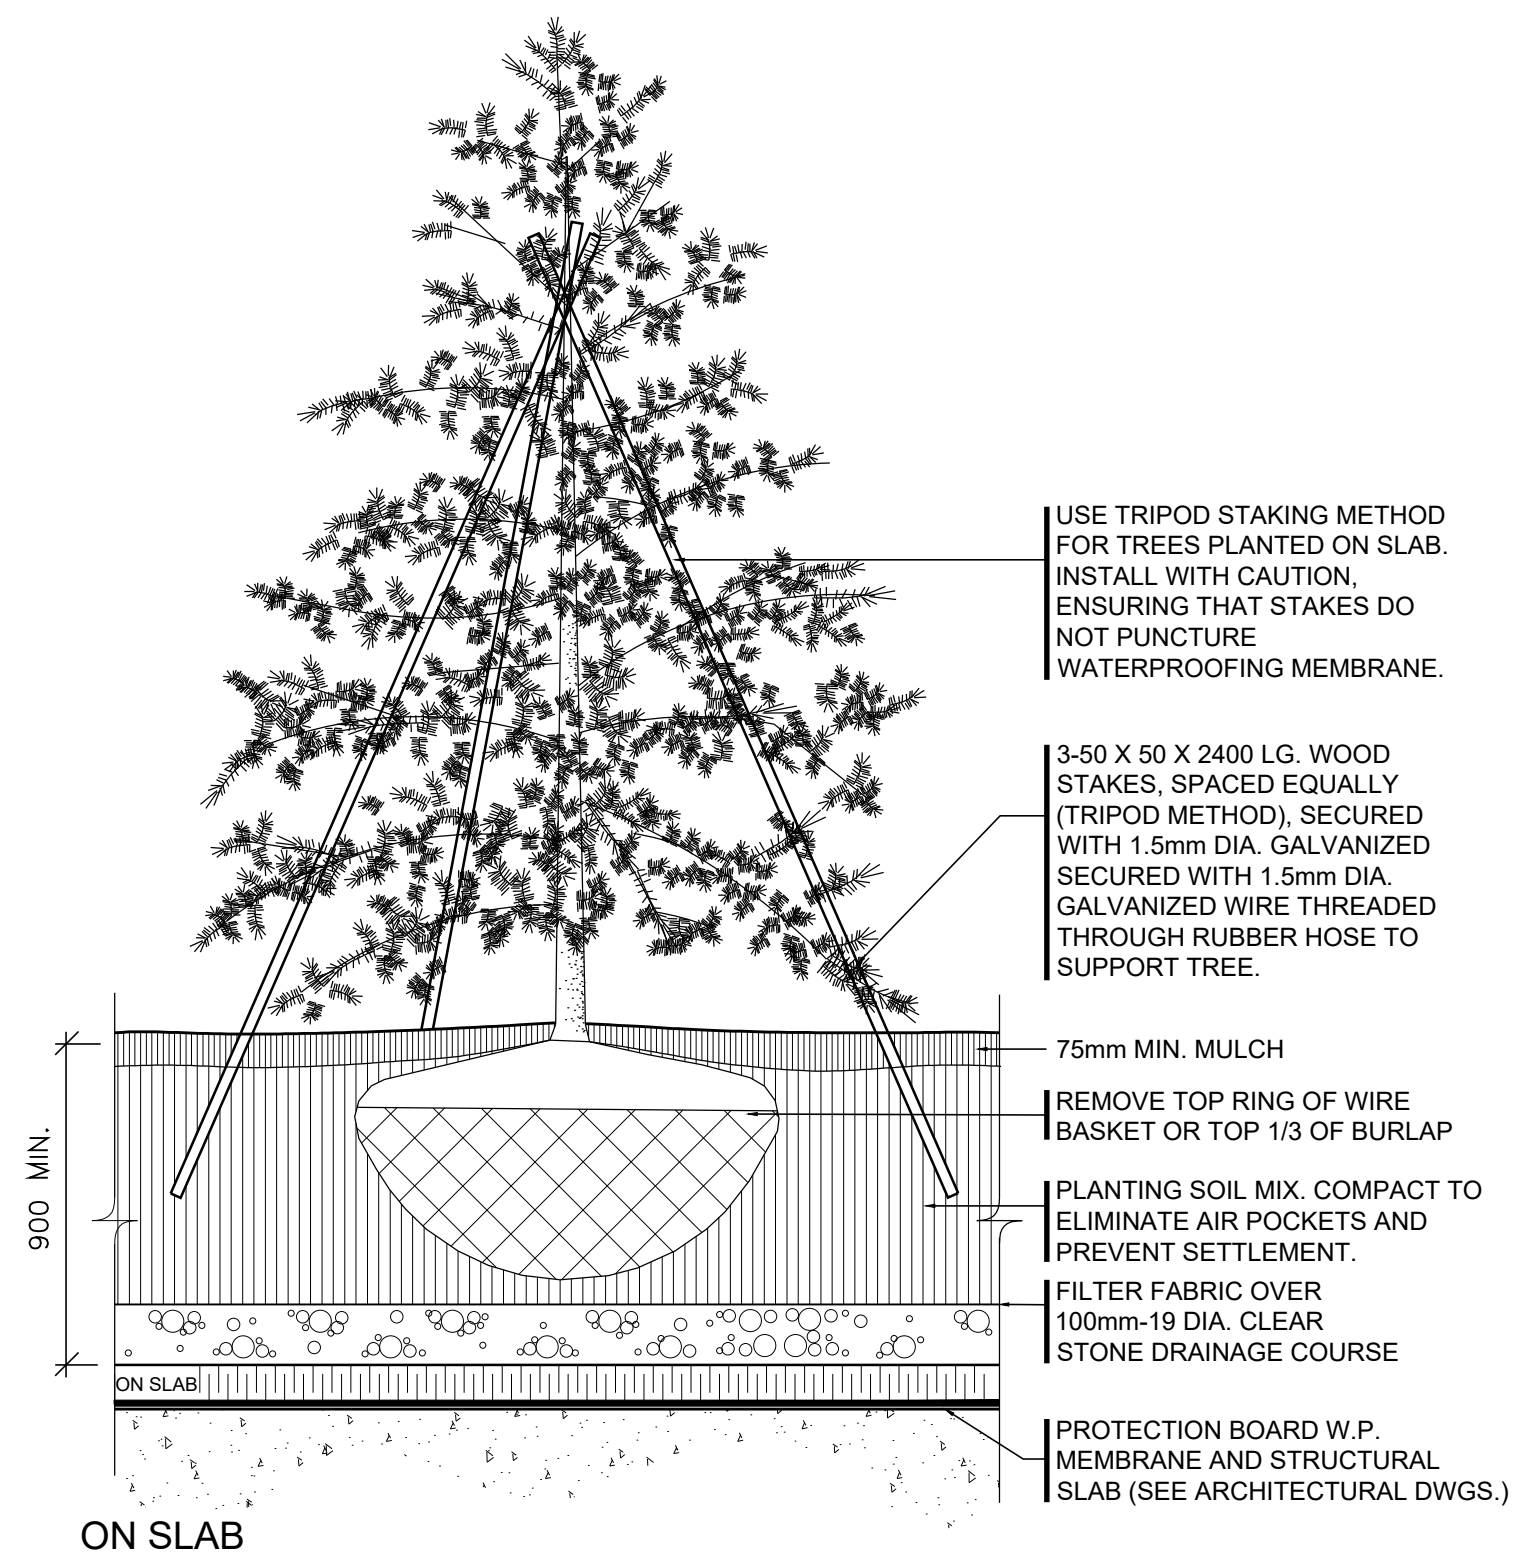 USE TRIPOD STAKING METHOD
FOR TREES PLANTED ON SLAB.
INSTALL WITH CAUTION,
ENSURING THAT STAKES DO
NOT PUNCTURE
WATERPROOFING MEMBRANE.
3-50 X 50 X 2400 LG. WOOD
STAKES, SPACED EQUALLY
(TRIPOD METHOD), SECURED
WITH 1.5mm DIA. GALVANIZED
SECURED WITH 1.5mm DIA.
GALVANIZED WIRE THREADED
THROUGH RUBBER HOSE TO
SUPPORT TREE.
75mm MIN. MULCH
REMOVE TOP RING OF WIRE
BASKET OR TOP 1/3 OF BURLAP
PLANTING SOIL MIX. COMPACT TO
ELIMINATE AIR POCKETS AND
PREVENT SETTLEMENT.
FILTER FABRIC OVER
100mm-19 DIA. CLEAR
STONE DRAINAGE COURSE
PROTECTION BOARD W.P.
MEMBRANE AND STRUCTURAL
SLAB (SEE ARCHITECTURAL DWGS.)
900 MIN.
ON SLAB
ON SLAB